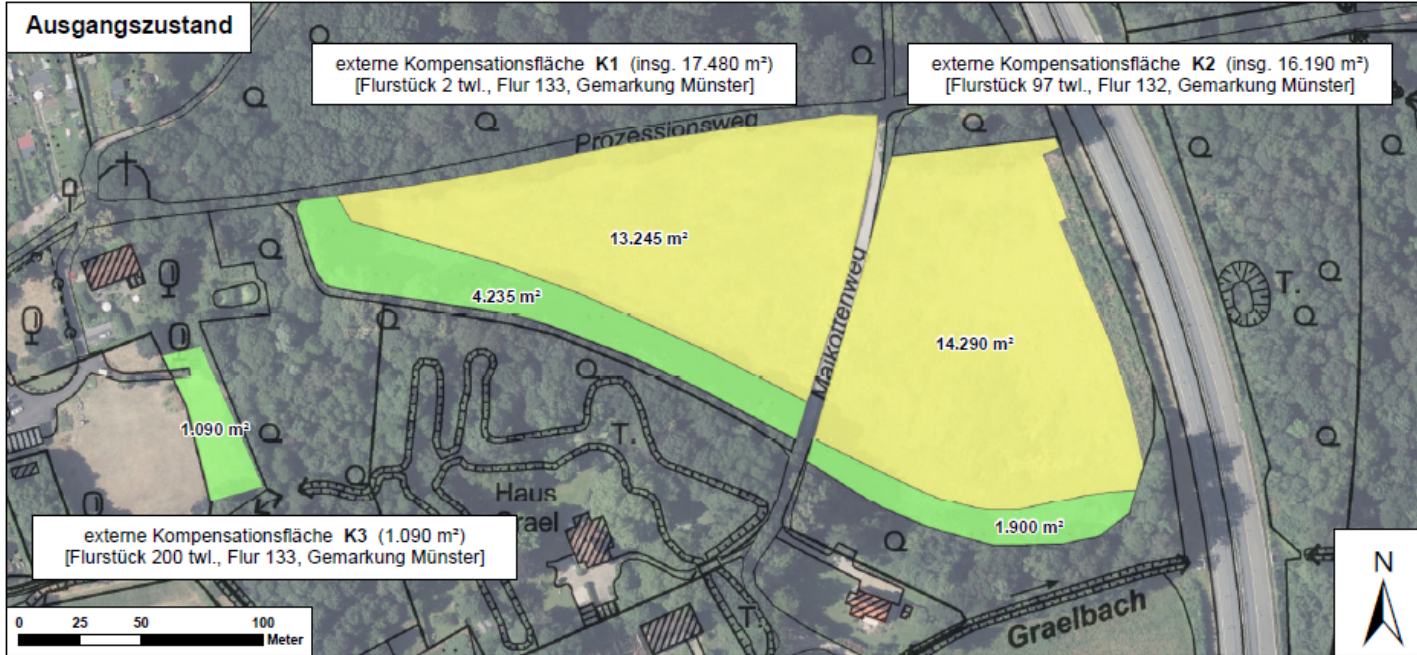 Ausgangszustand
externe Kompensationsfläche K1 (insg. 17.480 m²)
[Flurstück 2 twl., Flur 133, Gemarkung Münster]
externe Kompensationsfläche K2 (insg. 16.190 m²)
[Flurstück 97 twl., Flur 132, Gemarkung Münster]
Prozessionsweg
13.245 m²
4.235 m²
Maikottenweg
14.290 m²
T.
1.090 m²
T.
Haus
Grael
1.900 m²
externe Kompensationsfläche K3 (1.090 m²)
[Flurstück 200 twl., Flur 133, Gemarkung Münster]
T.
Graelbach
N
0 25 50 100
Meter